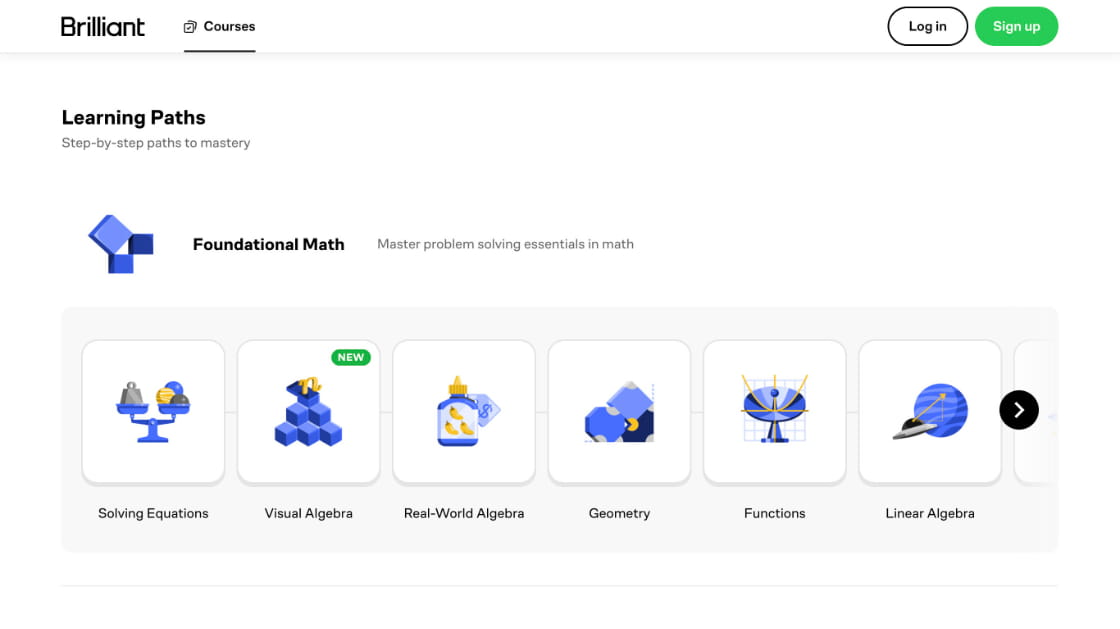 Brilliant
Courses
Log in
Sign up
Learning Paths
Step-by-step paths to mastery
Foundational Math
Master problem solving essentials in math
NEW
Solving Equations
Visual Algebra
Real-World Algebra
Geometry
Functions
Linear Algebra